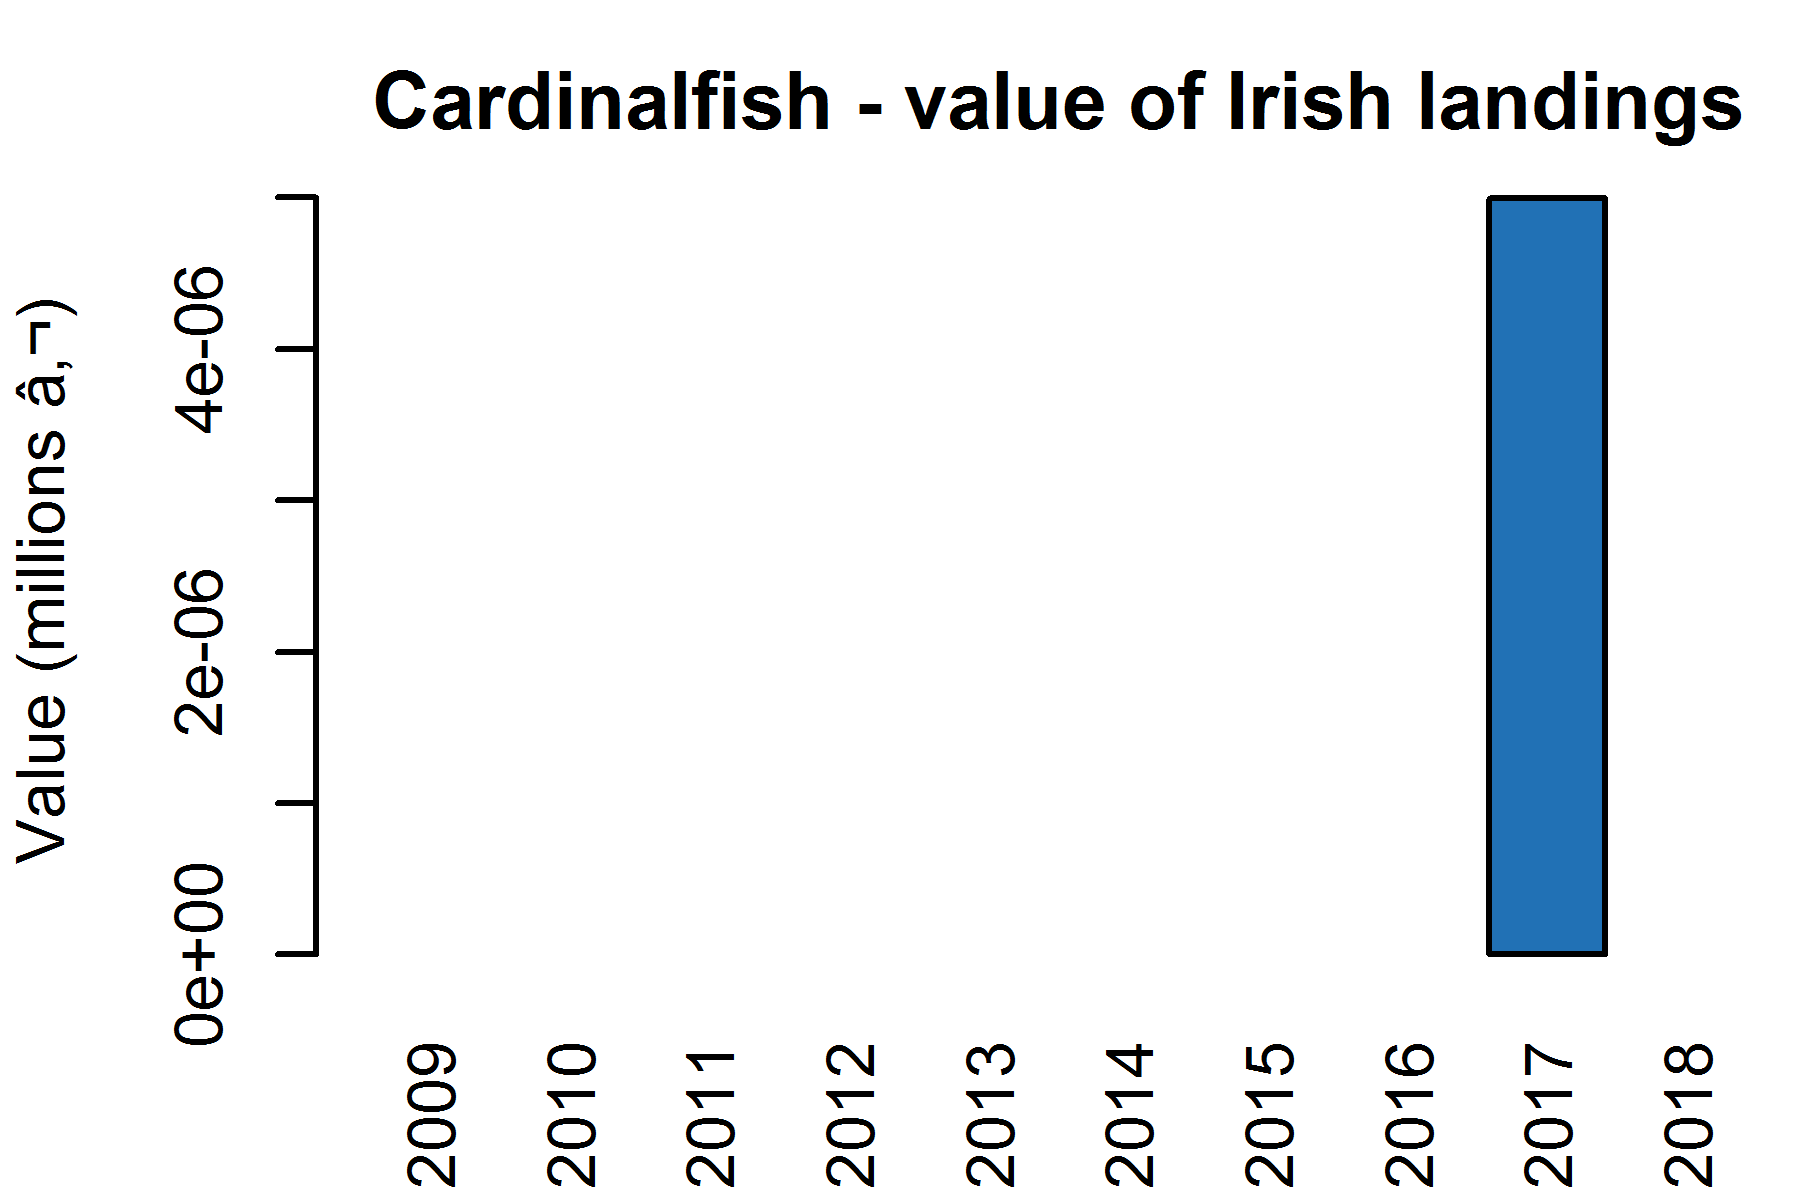 Cardinalfish - value of Irish landings
Value (millions â‚¬)
4e-06
2e-06
0e+00
2009
2010
2011
2012
2013
2014
2015
2016
2017
2018